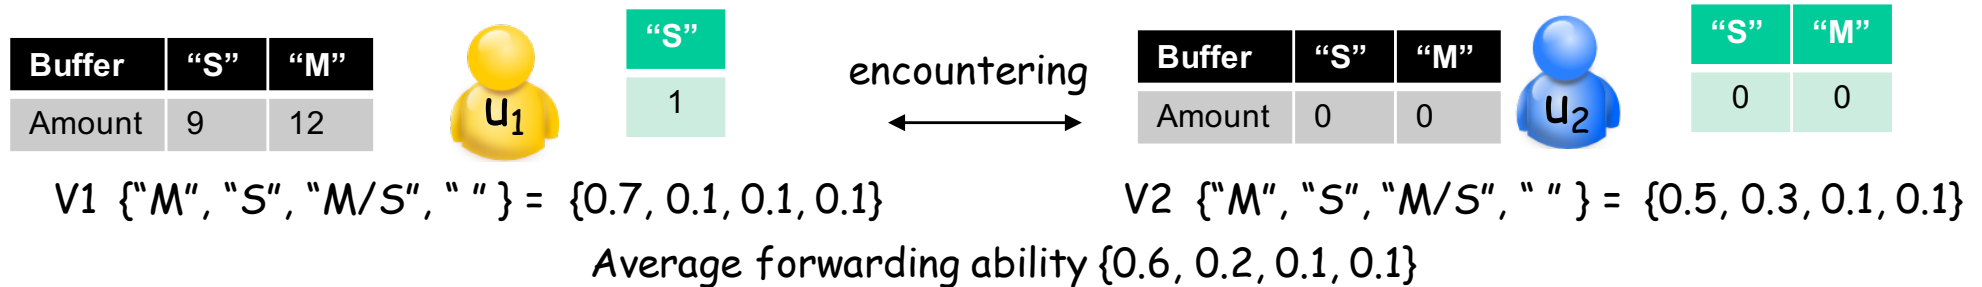 Buffer “S” “M”
Amount 9 12
u1
“S”
1
encountering
Buffer “S” “M”
Amount 0 0
u2
“S” “M”
0 0
V1 {“M”, “S”, “M/S”, “ ” } = {0.7, 0.1, 0.1, 0.1}
V2 {“M”, “S”, “M/S”, “ ” } = {0.5, 0.3, 0.1, 0.1}
Average forwarding ability {0.6, 0.2, 0.1, 0.1}